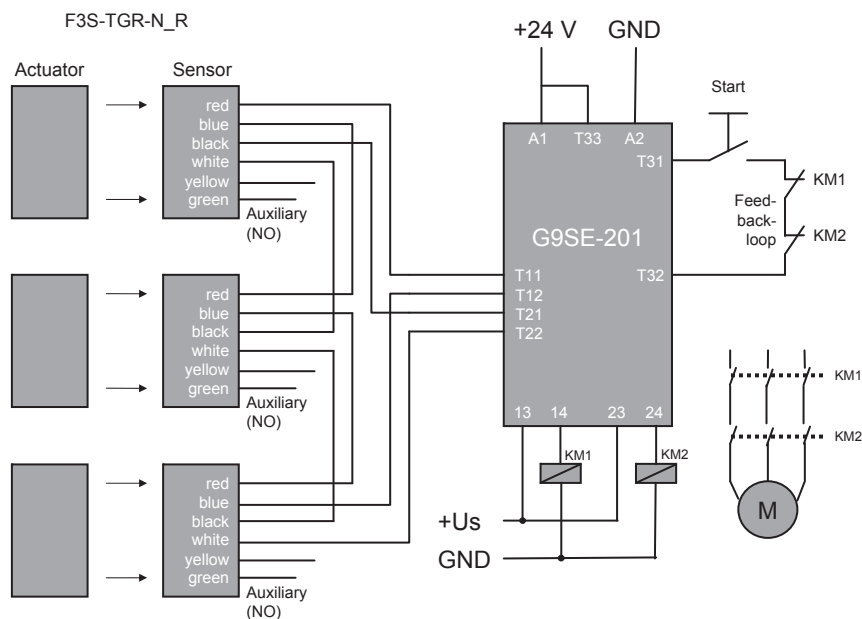 F3S-TGR-N_R
+24 V
GND
Actuator
Sensor
Start
red
blue
black
white
yellow
green
Auxiliary
(NO)
A1
T33
A2
T31
KM1
Feed-
back-
loop
KM2
G9SE-201
T11
T12
T21
T22
T32
red
blue
black
white
yellow
green
Auxiliary
(NO)
13
14
23
24
KM1
KM2
KM1
KM2
M
red
blue
black
white
yellow
green
Auxiliary
(NO)
+Us
GND